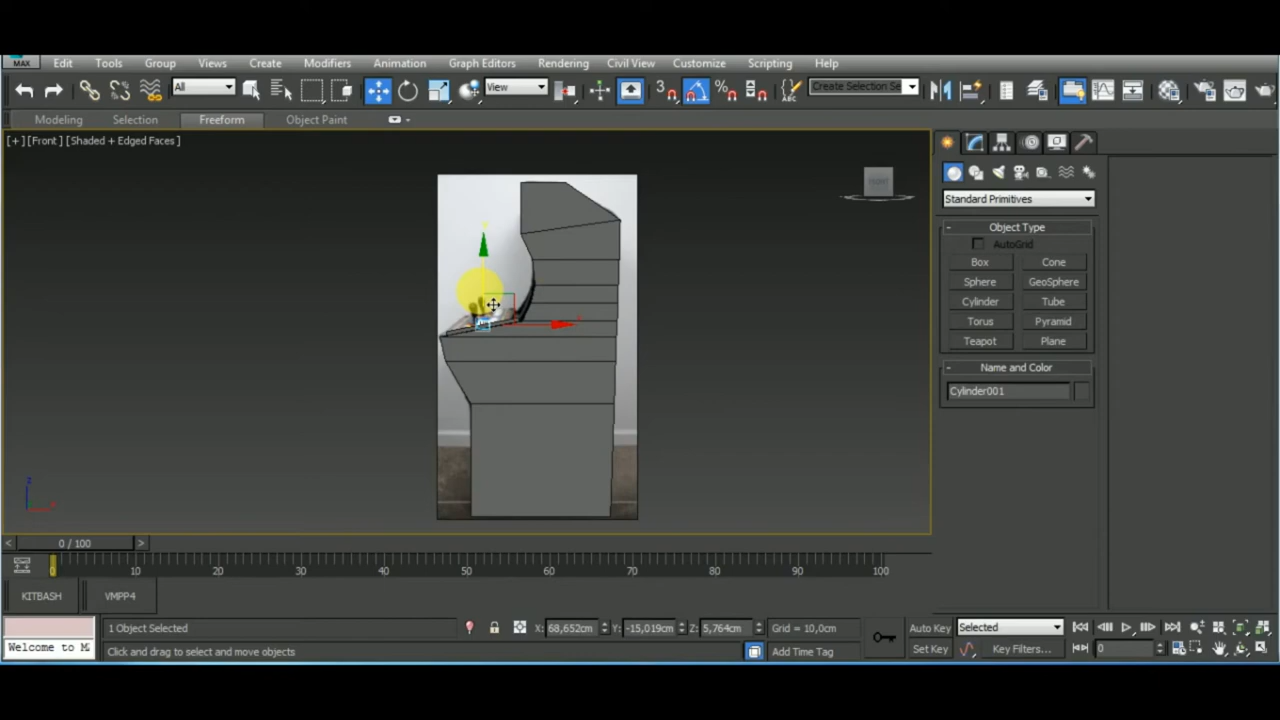 MAX Edit Tools Group Views Create Modifiers Animation Graph Editors Rendering Civil View Customize Scripting Help
All View 3 Create Selection Se
Modeling Selection Freeform Object Paint
[+] [Front] [Shaded + Edged Faces]
Standard Primitives
- Object Type
AutoGrid
Box Cone
Sphere GeoSphere
Cylinder Tube
Torus Pyramid
Teapot Plane
- Name and Color
Cylinder001
z
< 0 / 100 >
0 10 20 30 40 50 60 70 80 90 100
KITBASH VMPP4
1 Object Selected X: 68,652cm Y: -15,019cm Z: 5,764cm Grid = 10,0cm Auto Key Selected
Welcome to M Click and drag to select and move objects Add Time Tag Set Key Key Filters... 0